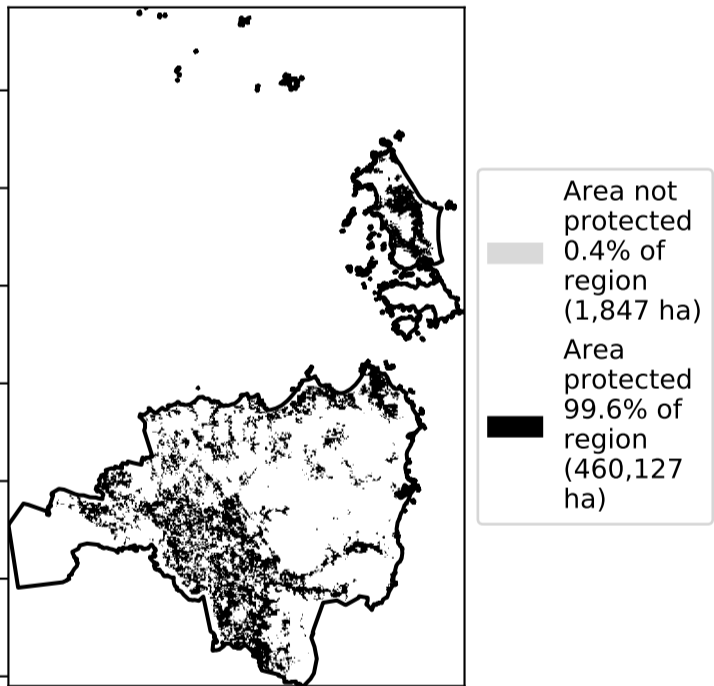 Area not
protected
0.4% of
region
(1,847 ha)
Area
protected
99.6% of
region
(460,127
ha)